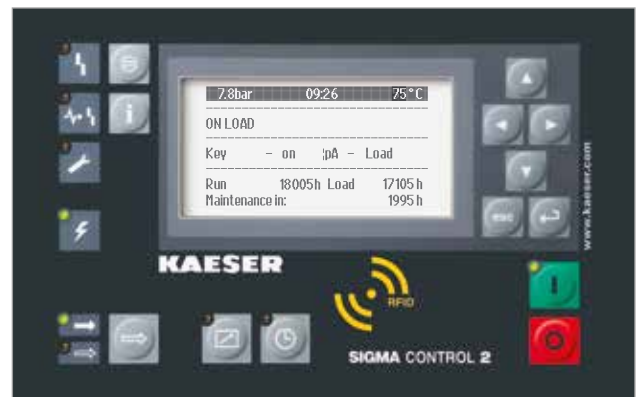 7.8bar 09:26 75°C
ON LOAD
Key - on ¦pA - Load
Run 18005h Load 17105 h
Maintenance in: 1995 h
esc
www.kaeser.com
KAESER
RFID
I
O
SIGMA CONTROL 2